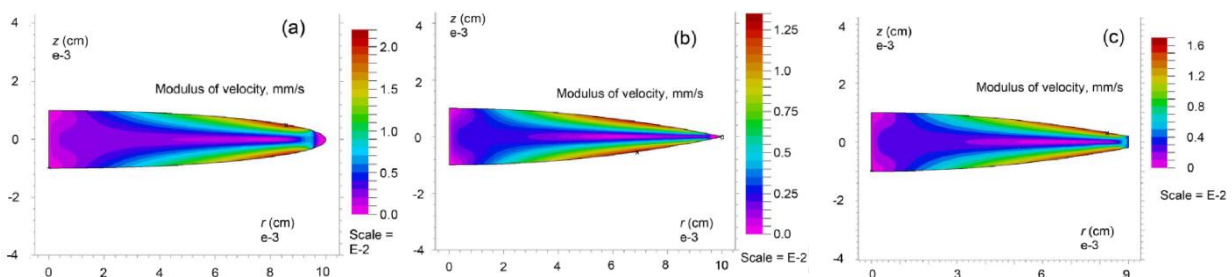 4
z (cm)
e-3
(a)
Modulus of velocity, mm/s
2
0
-2
-4
r (cm)
e-3
0 2 4 6 8 10
2.0
1.5
1.0
0.5
0.0
Scale =
E-2
4
z (cm)
e-3
(b)
Modulus of velocity, mm/s
2
0
-2
-4
r (cm)
e-3
0 2 4 6 8 10
1.25
1.00
0.75
0.50
0.25
0.00
Scale = E-2
4
z (cm)
e-3
(c)
Modulus of velocity, mm/s
2
0
-2
-4
r (cm)
e-3
0 3 6 9
1.6
1.2
0.8
0.4
0
Scale = E-2